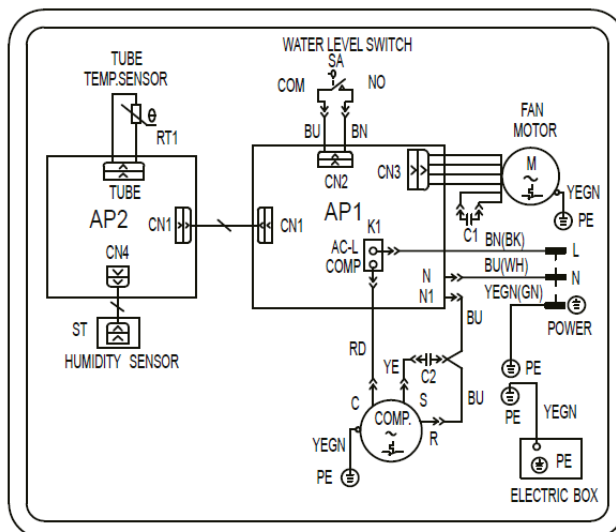 WATER LEVEL SWITCH
SA
COM NO
BU BN
TUBE
TEMP.SENSOR
θ
RT1
TUBE
AP2
CN1
CN4
ST
HUMIDITY SENSOR
CN2
CN3
CN1
AP1
K1
AC-L
COMP
N
N1
FAN
MOTOR
M
~
YEGN
PE
C1
BN(BK)
L
BU(WH)
N
YEGN(GN)
POWER
BU
RD
YE
C2
C
S
COMP.
~
R
BU
YEGN
PE
PE
PE
YEGN
PE
ELECTRIC BOX